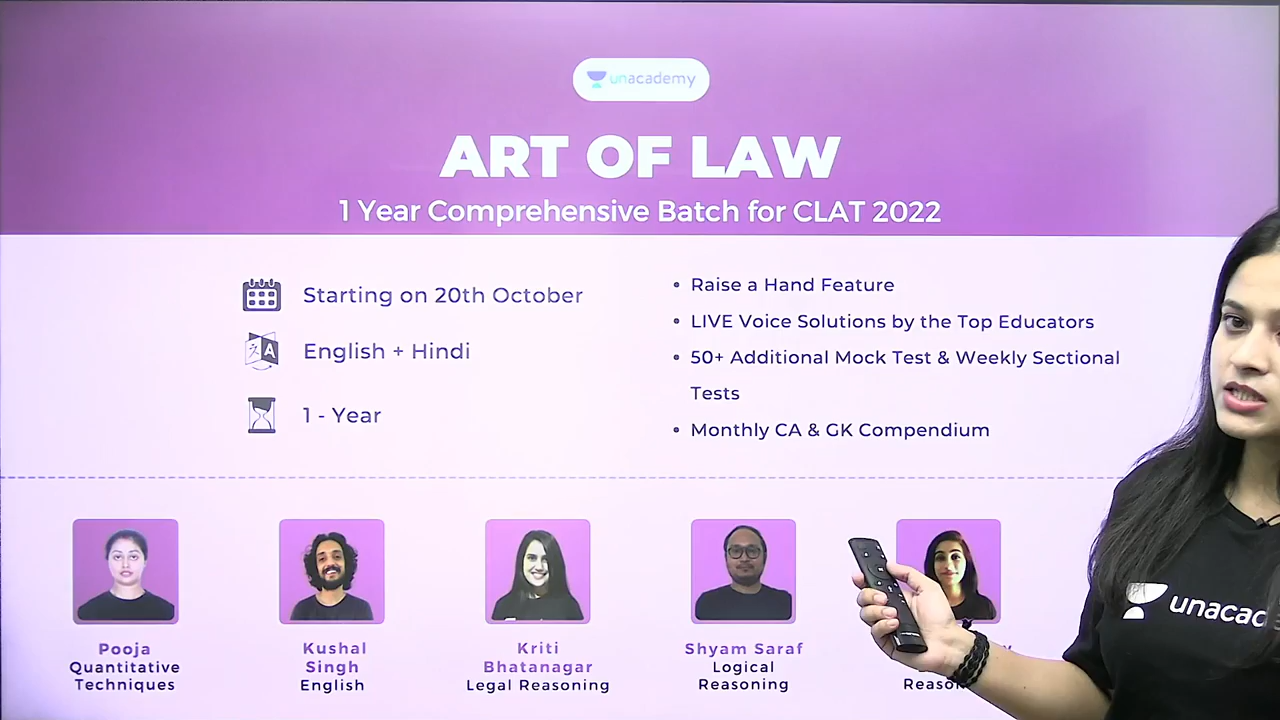 unacademy
ART OF LAW
1 Year Comprehensive Batch for CLAT 2022
Starting on 20th October
English + Hindi
1 - Year
• Raise a Hand Feature
• LIVE Voice Solutions by the Top Educators
• 50+ Additional Mock Test & Weekly Sectional
Tests
• Monthly CA & GK Compendium
Pooja
Quantitative
Techniques
Kushal
Singh
English
Kriti
Bhatanagar
Legal Reasoning
Shyam Saraf
Logical
Reasoning
unacad